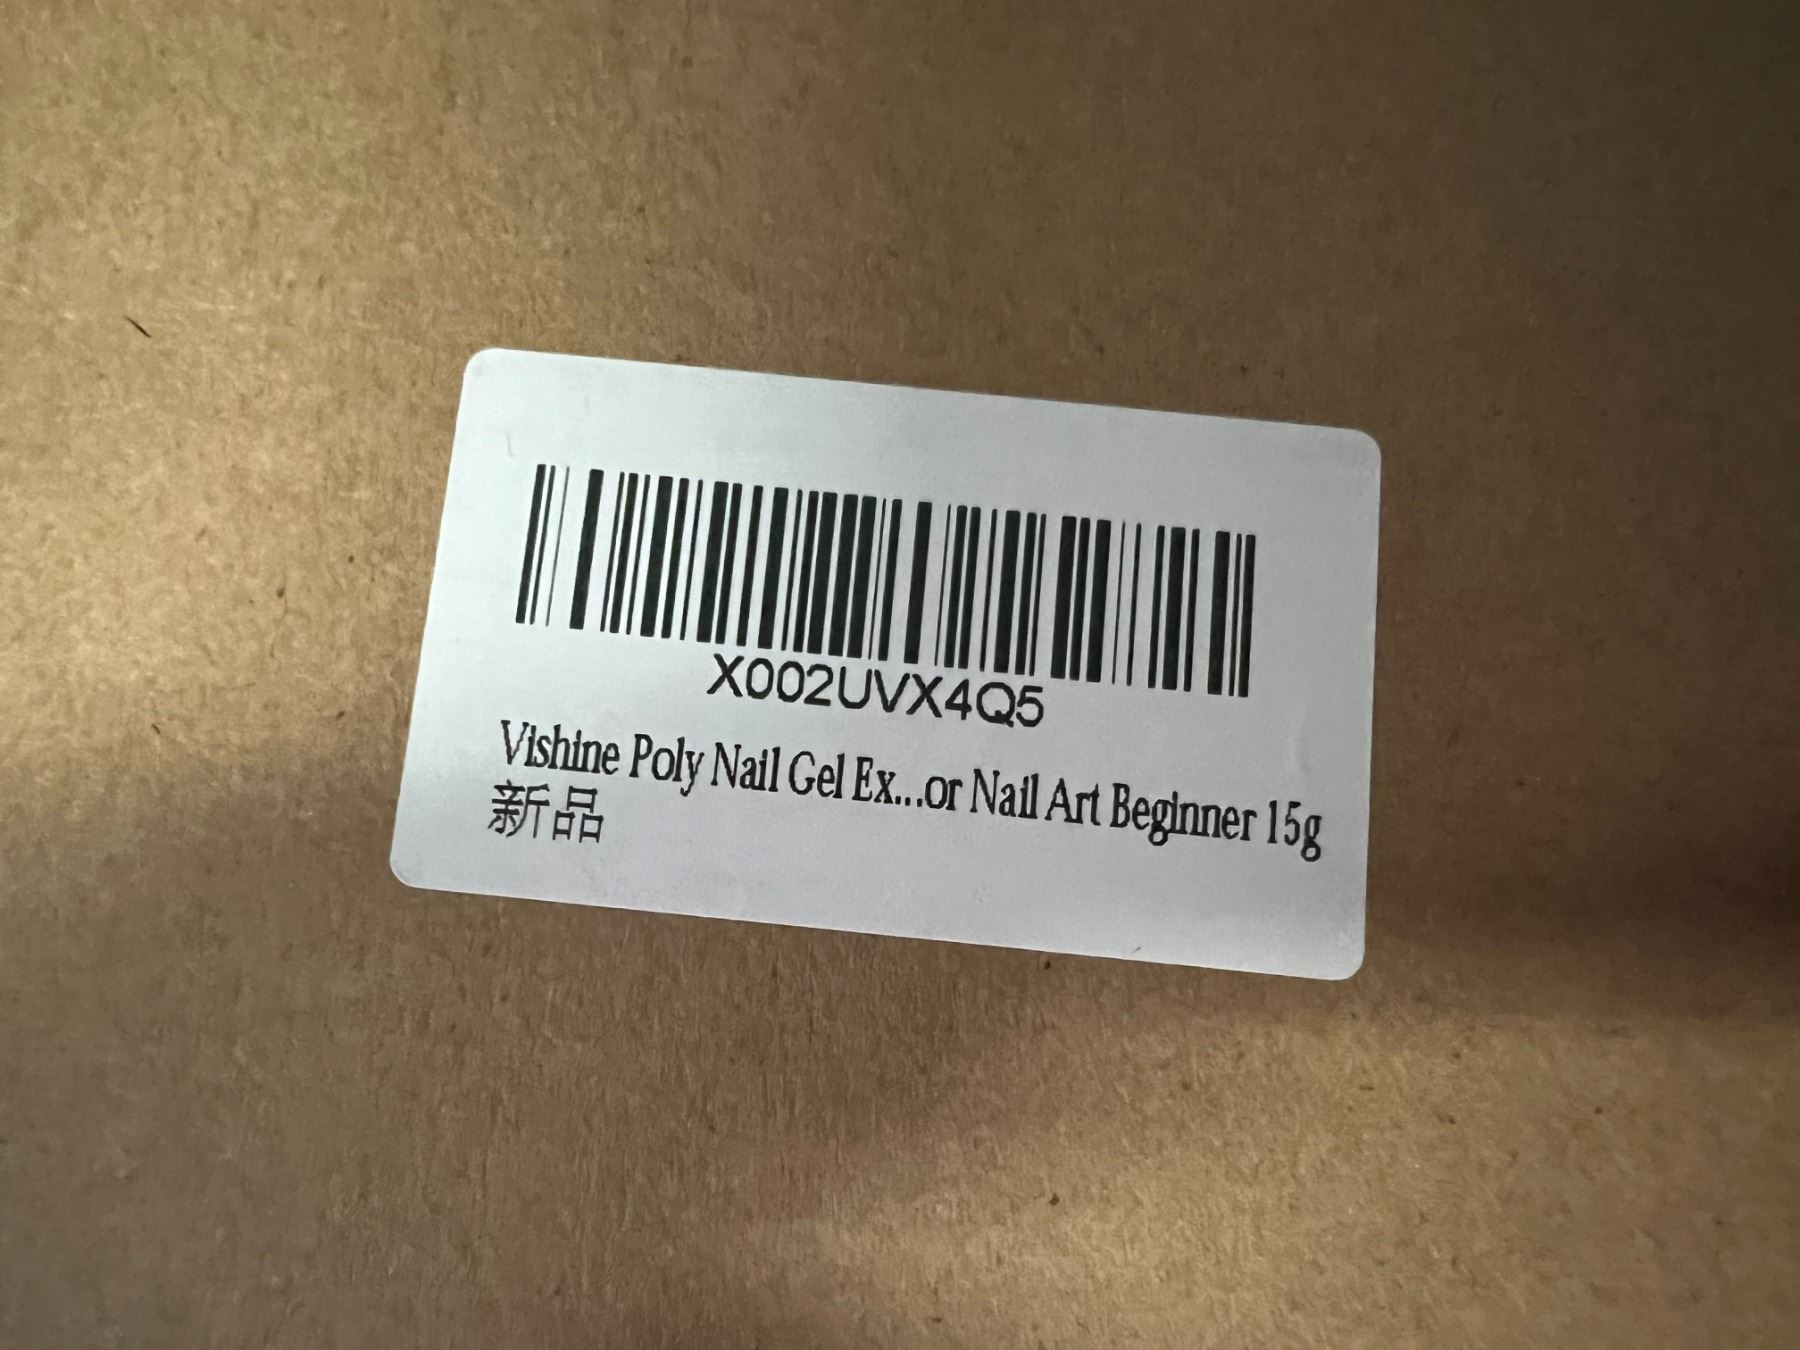 X002UVX4Q5
Vishine Poly Nail Gel Ex...or Nail Art Beginner 15g
新品